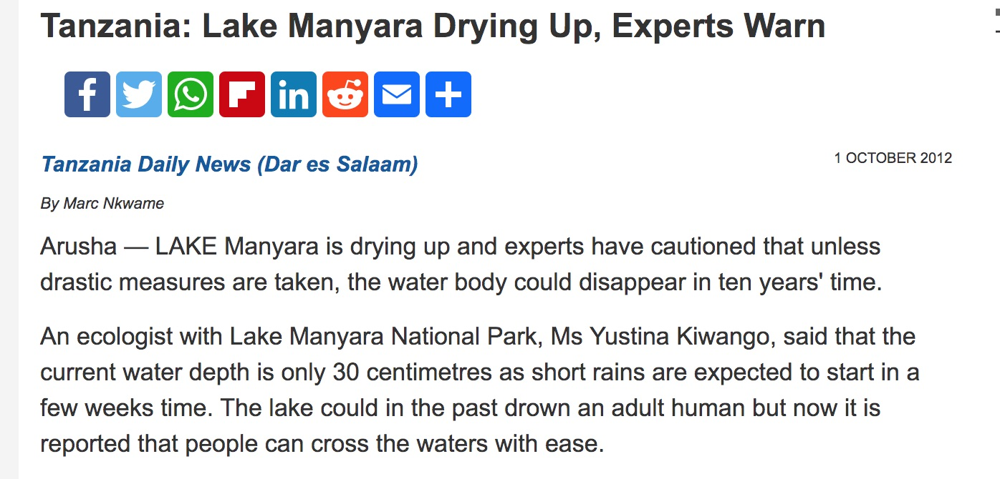 Tanzania: Lake Manyara Drying Up, Experts Warn
Tanzania Daily News (Dar es Salaam)
1 OCTOBER 2012
By Marc Nkwame
Arusha — LAKE Manyara is drying up and experts have cautioned that unless
drastic measures are taken, the water body could disappear in ten years' time.
An ecologist with Lake Manyara National Park, Ms Yustina Kiwango, said that the
current water depth is only 30 centimetres as short rains are expected to start in a
few weeks time. The lake could in the past drown an adult human but now it is
reported that people can cross the waters with ease.